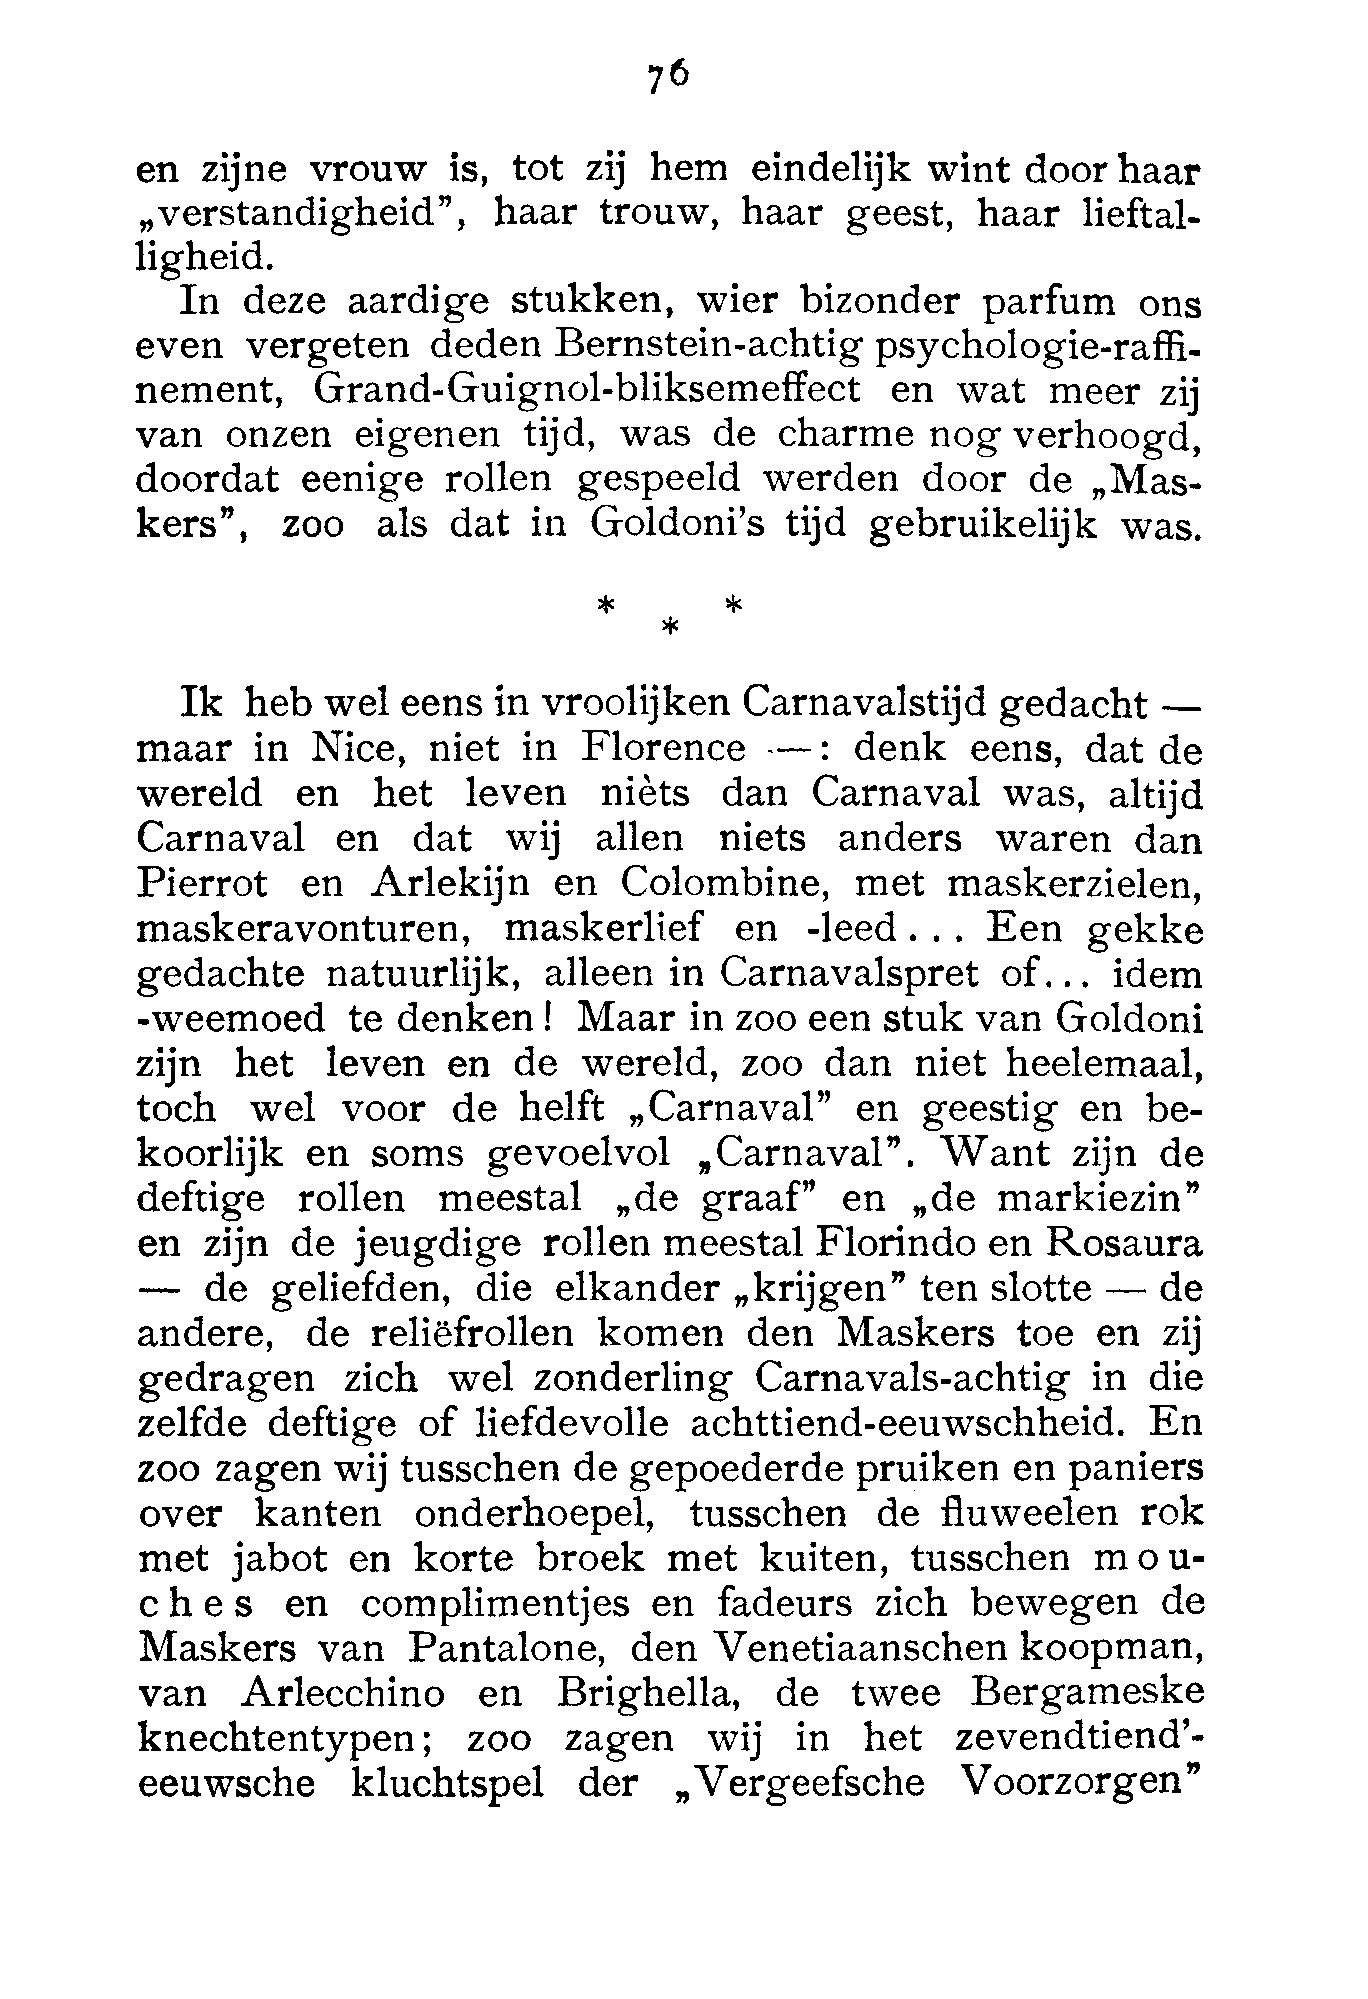 76
en zijne vrouw is, tot zij hem eindelijk wint door haar
„verstandigheid”, haar trouw, haar geest, haar lieftal-
ligheid.
In deze aardige stukken, wier bizonder parfum ons
even vergeten deden Bernstein-achtig psychologie-raffi-
nement, Grand-Guignol-bliksemeffect en wat meer zij
van onzen eigenen tijd, was de charme nog verhoogd,
doordat eenige rollen gespeeld werden door de „Mas-
kers”, zoo als dat in Goldoni’s tijd gebruikelijk was.
* *
*
Ik heb wel eens in vroolijken Carnavalstijd gedacht —
maar in Nice, niet in Florence —: denk eens, dat de
wereld en het leven nièts dan Carnaval was, altijd
Carnaval en dat wij allen niets anders waren dan
Pierrot en Arlekijn en Colombine, met maskerzielen,
maskeravonturen, maskerlief en -leed . . . Een gekke
gedachte natuurlijk, alleen in Carnavalspret of... idem
-weemoed te denken! Maar in zoo een stuk van Goldoni
zijn het leven en de wereld, zoo dan niet heelemaal,
toch wel voor de helft „Carnaval” en geestig en be-
koorlijk en soms gevoelvol „Carnaval”. Want zijn de
deftige rollen meestal „de graaf” en „de markiezin”
en zijn de jeugdige rollen meestal Florindo en Rosaura
— de geliefden, die elkander „krijgen” ten slotte — de
andere, de reliëfrollen komen den Maskers toe en zij
gedragen zich wel zonderling Carnavals-achtig in die
zelfde deftige of liefdevolle achttiend-eeuwschheid. En
zoo zagen wij tusschen de gepoederde pruiken en paniers
over kanten onderhoepel, tusschen de fluweelen rok
met jabot en korte broek met kuiten, tusschen mou-
ches en complimentjes en fadeurs zich bewegen de
Maskers van Pantalone, den Venetiaanschen koopman,
van Arlecchino en Brighella, de twee Bergameske
knechtentypen; zoo zagen wij in het zevendtiend’-
eeuwsche kluchtspel der „Vergeefsche Voorzorgen”